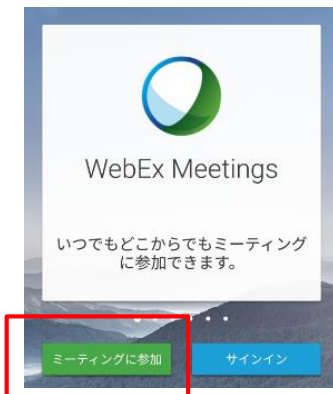 WebEx Meetings
いつでもどこからでもミーティング
に参加できます。
ミーティングに参加
サインイン